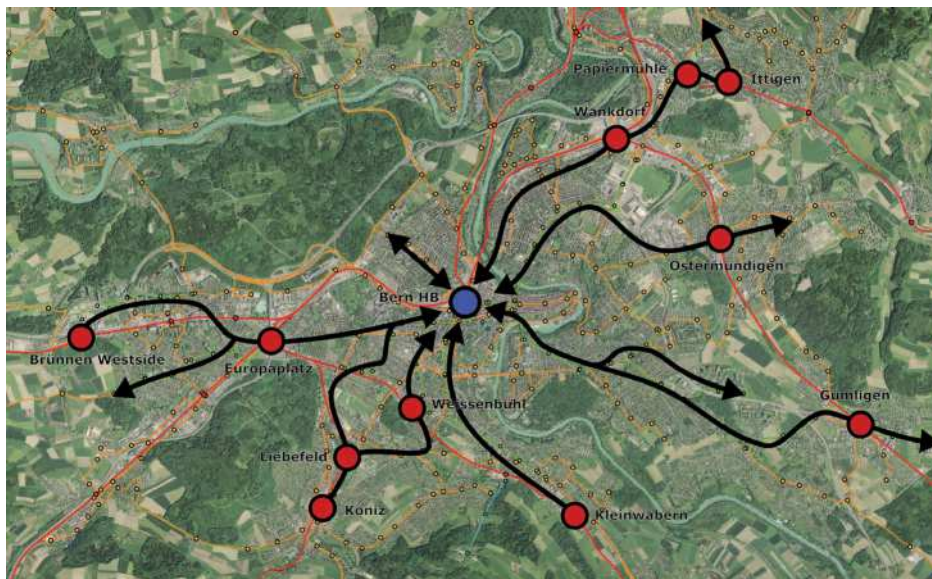 Papiermühle
Ittigen
Wankdorf
Ostermundigen
Bern HB
Brünnen Westside
Europaplatz
Gümligen
Weissenbühl
Liebefeld
Köniz
Kleinwabern